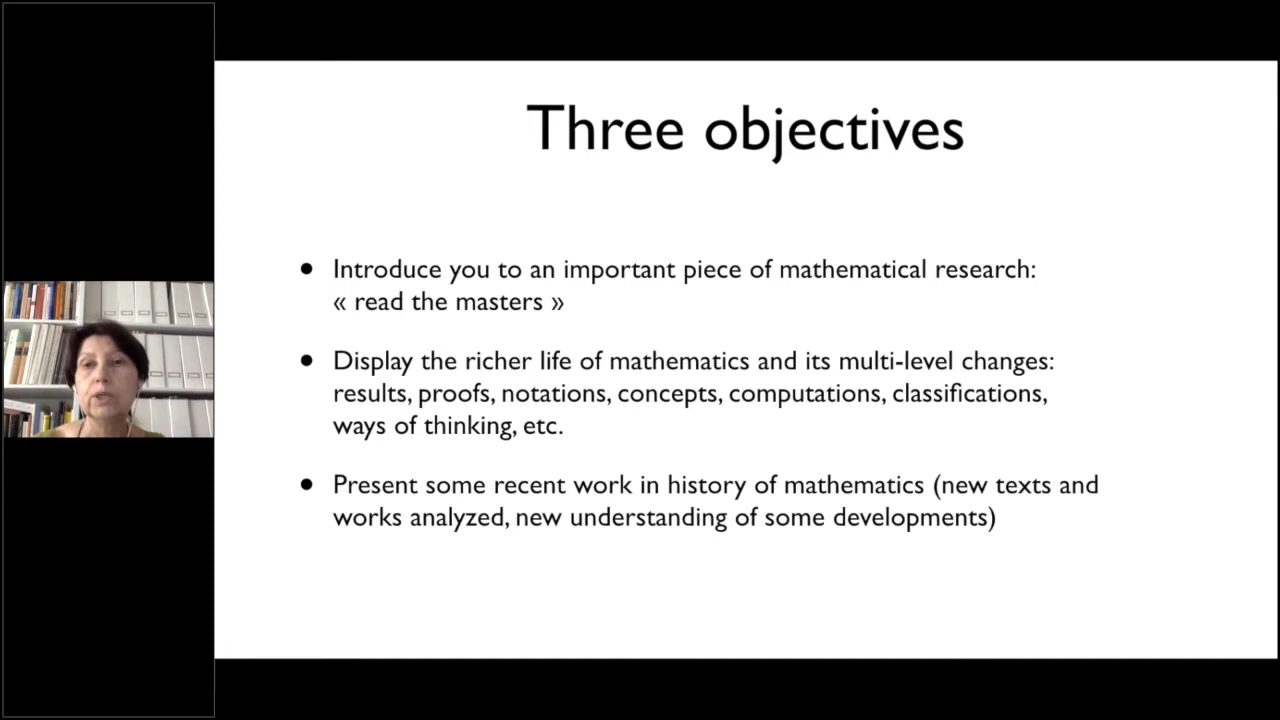 Three objectives
• Introduce you to an important piece of mathematical research:
« read the masters »
• Display the richer life of mathematics and its multi-level changes:
results, proofs, notations, concepts, computations, classifications,
ways of thinking, etc.
• Present some recent work in history of mathematics (new texts and
works analyzed, new understanding of some developments)